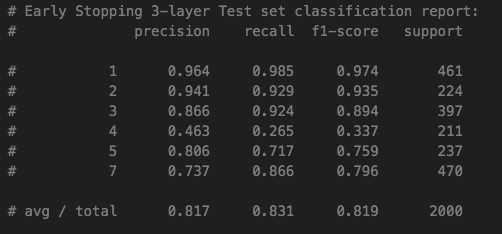 # Early Stopping 3-layer Test set classification report:
#              precision    recall  f1-score   support
#           1      0.964     0.985     0.974       461
#           2      0.941     0.929     0.935       224
#           3      0.866     0.924     0.894       397
#           4      0.463     0.265     0.337       211
#           5      0.806     0.717     0.759       237
#           7      0.737     0.866     0.796       470
# avg / total      0.817     0.831     0.819      2000